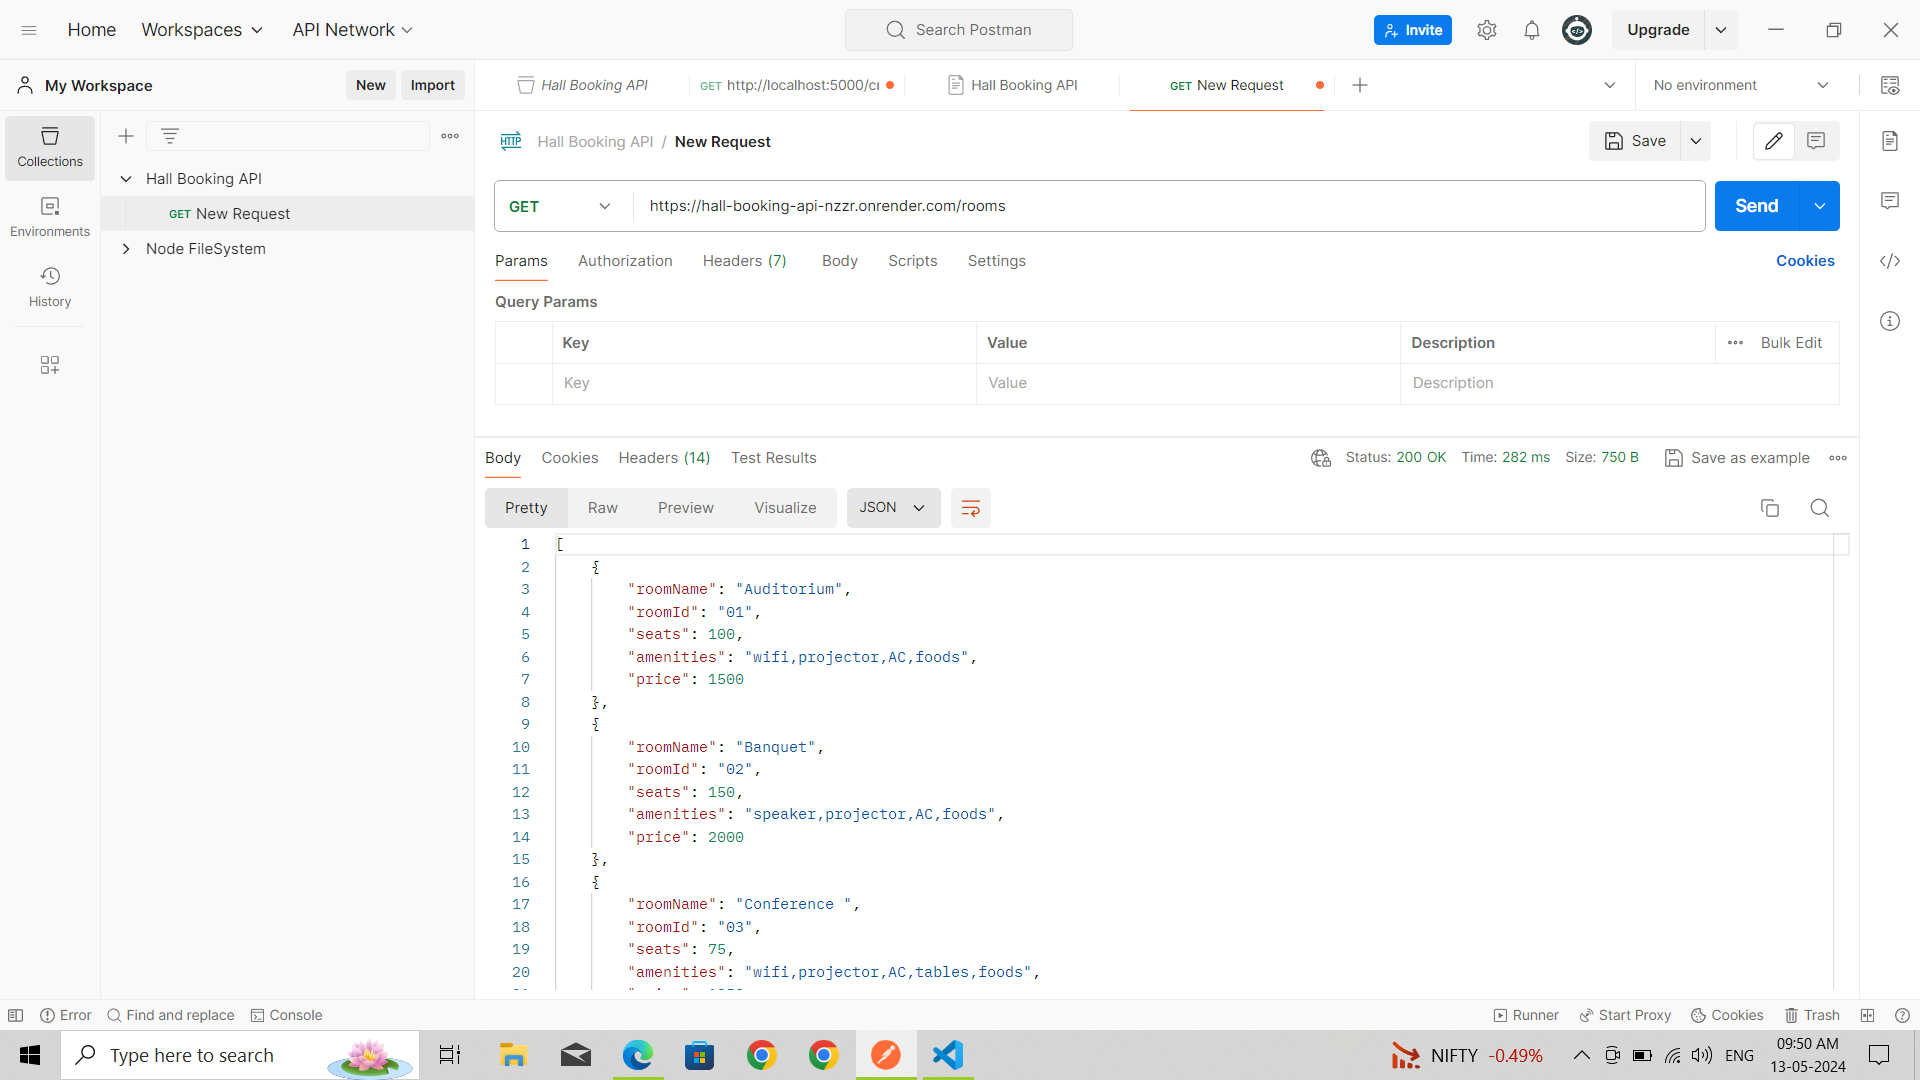 Home Workspaces API Network Search Postman Invite Upgrade
My Workspace New Import Hall Booking API GET http://localhost:5000/cr Hall Booking API GET New Request No environment
Collections
Environments
History
Hall Booking API
GET New Request
Node FileSystem
HTTP Hall Booking API / New Request Save
GET https://hall-booking-api-nzzr.onrender.com/rooms Send
Params Authorization Headers (7) Body Scripts Settings Cookies
Query Params
Key Value Description Bulk Edit
Key Value Description
Body Cookies Headers (14) Test Results Status: 200 OK Time: 282 ms Size: 750 B Save as example
Pretty Raw Preview Visualize JSON
1 [
2 {
3 "roomName": "Auditorium",
4 "roomId": "01",
5 "seats": 100,
6 "amenities": "wifi,projector,AC,foods",
7 "price": 1500
8 },
9 {
10 "roomName": "Banquet",
11 "roomId": "02",
12 "seats": 150,
13 "amenities": "speaker,projector,AC,foods",
14 "price": 2000
15 },
16 {
17 "roomName": "Conference ",
18 "roomId": "03",
19 "seats": 75,
20 "amenities": "wifi,projector,AC,tables,foods",
Error Find and replace Console Runner Start Proxy Cookies Trash
Type here to search NIFTY -0.49% ENG 09:50 AM
13-05-2024